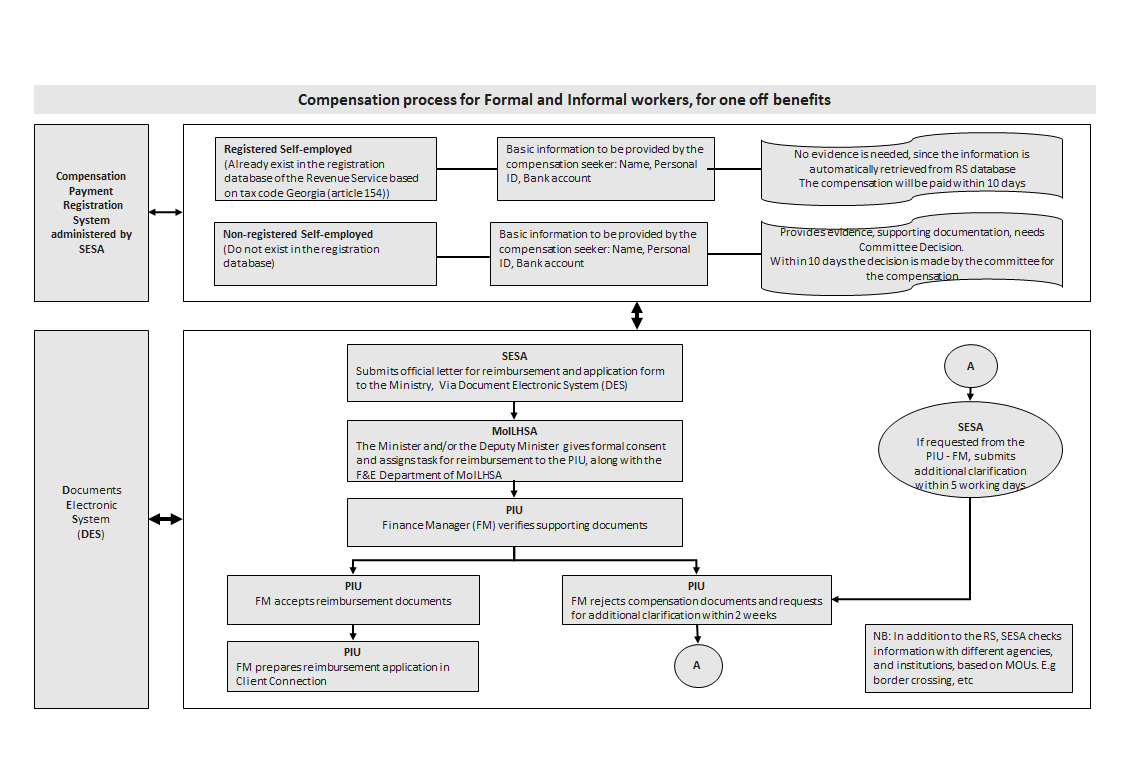 Compensation process for Formal and Informal workers, for one off benefits
Compensation
Payment
Registration
System
administered by
SESA
Registered Self-employed
(Already exist in the registration
database of the Revenue Service based
on tax code Georgia (article 154))
Basic information to be provided by the
compensation seeker: Name, Personal
ID, Bank account
No evidence is needed, since the information is
automatically retrieved from RS database
The compensation will be paid within 10 days
Non-registered Self-employed
(Do not exist in the registration
database)
Basic information to be provided by the
compensation seeker: Name, Personal
ID, Bank account
Provides evidence, supporting documentation, needs
Committee Decision.
Within 10 days the decision is made by the committee for
the compensation
Documents
Electronic
System
(DES)
SESA
Submits official letter for reimbursement and application form
to the Ministry, Via Document Electronic System (DES)
MoILHSA
The Minister and/or the Deputy Minister gives formal consent
and assigns task for reimbursement to the PIU, along with the
F&E Department of MoILHSA
PIU
Finance Manager (FM) verifies supporting documents
PIU
FM accepts reimbursement documents
PIU
FM prepares reimbursement application in
Client Connection
PIU
FM rejects compensation documents and requests
for additional clarification within 2 weeks
A
A
SESA
If requested from the
PIU - FM, submits
additional clarification
within 5 working days
NB: In addition to the RS, SESA checks
information with different agencies,
and institutions, based on MOUs. E.g
border crossing, etc